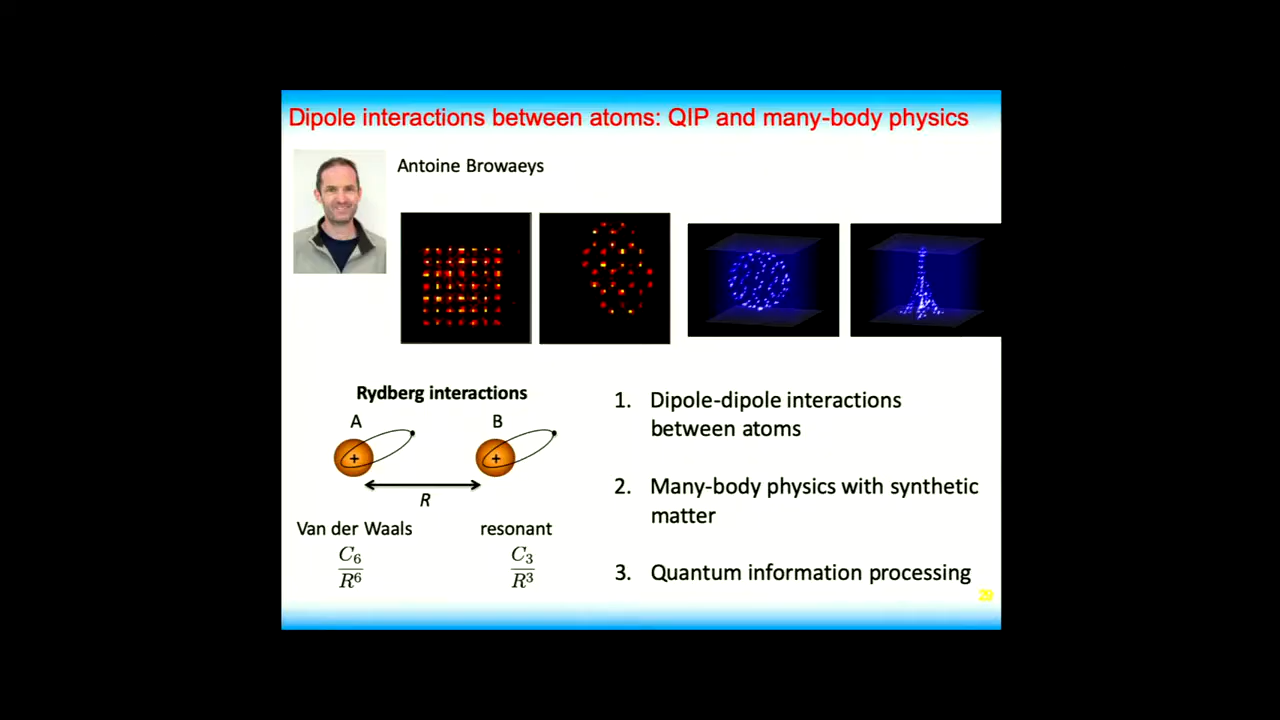 Dipole interactions between atoms: QIP and many-body physics
Antoine Browaeys
Rydberg interactions
A B
+ +
R
Van der Waals resonant
C₆/R⁶ C₃/R³
1. Dipole-dipole interactions
between atoms
2. Many-body physics with synthetic
matter
3. Quantum information processing
29